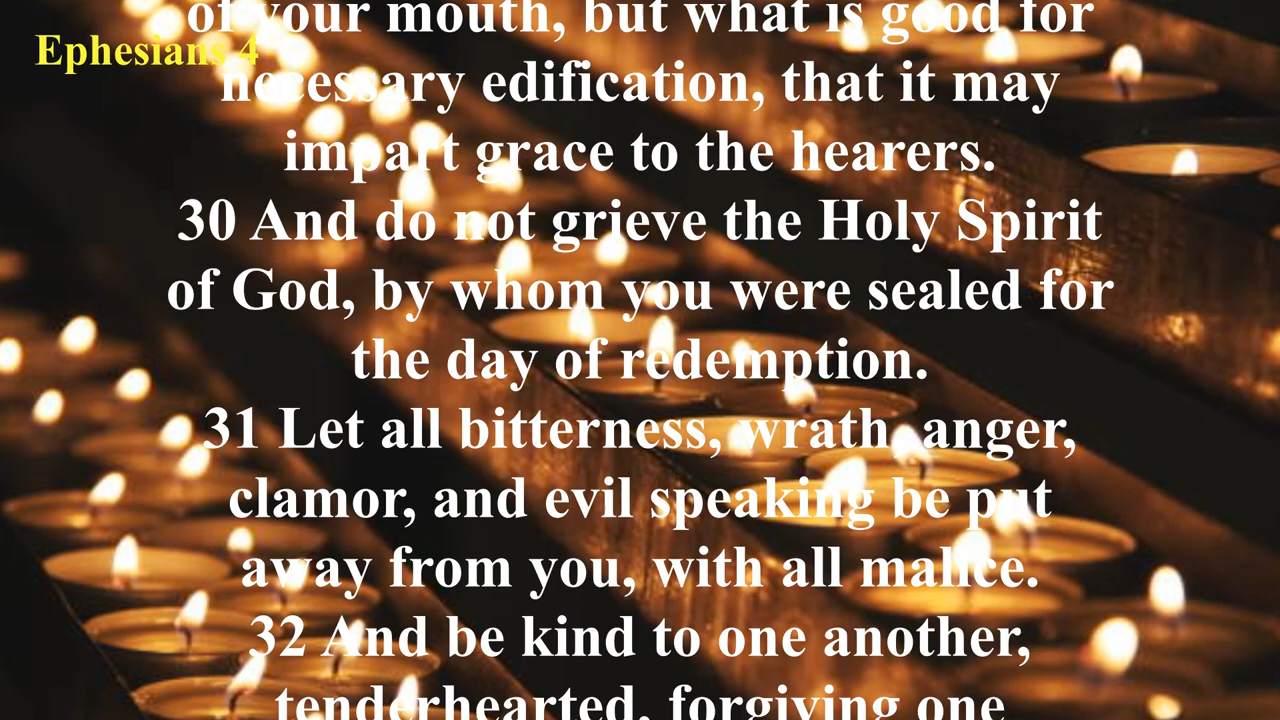 Ephesians 4
of your mouth, but what is good for
necessary edification, that it may
impart grace to the hearers.
30 And do not grieve the Holy Spirit
of God, by whom you were sealed for
the day of redemption.
31 Let all bitterness, wrath, anger,
clamor, and evil speaking be put
away from you, with all malice.
32 And be kind to one another,
tenderhearted, forgiving one